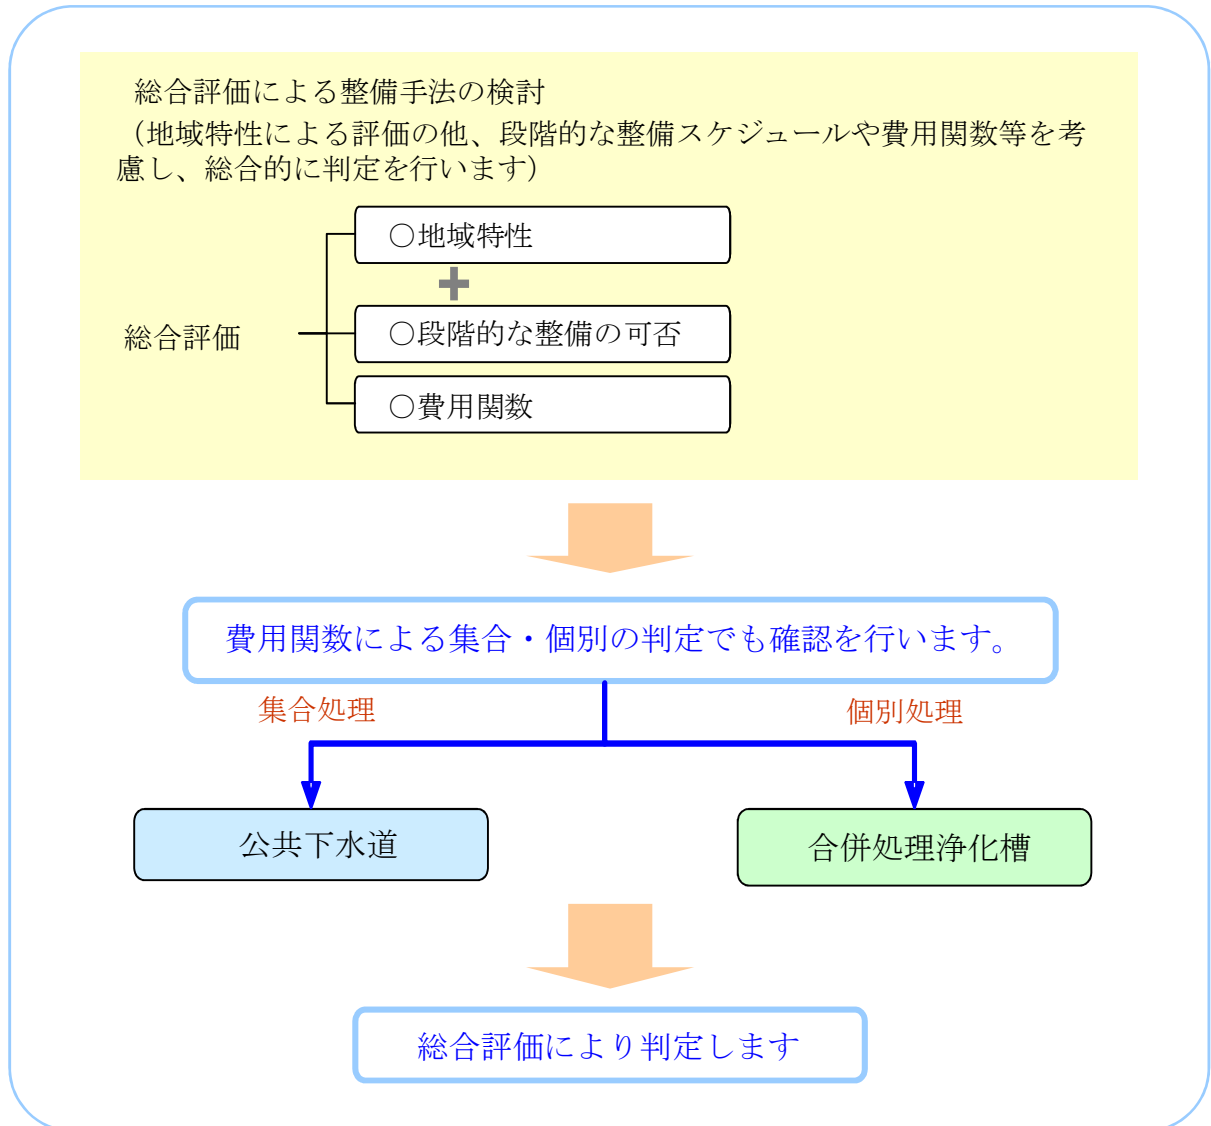 総合評価による整備手法の検討
（地域特性による評価の他、段階的な整備スケジュールや費用関数等を考
慮し、総合的に判定を行います）
○地域特性
総合評価
○段階的な整備の可否
○費用関数
費用関数による集合・個別の判定でも確認を行います。
集合処理
個別処理
公共下水道
合併処理浄化槽
総合評価により判定します